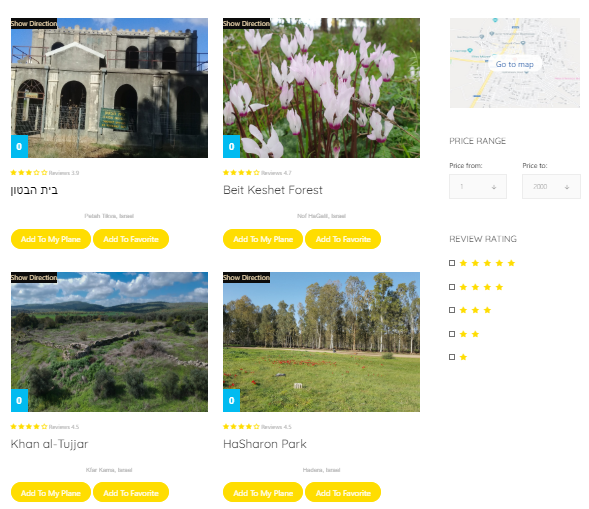 Show Direction
0
Reviews 3.9
בית הבטון
Petah Tikva, Israel
Add To My Plane
Add To Favorite
Show Direction
0
Reviews 4.7
Beit Keshet Forest
Nof HaGalil, Israel
Add To My Plane
Add To Favorite
Show Direction
0
Reviews 4.5
Khan al-Tujjar
Kfar Kama, Israel
Add To My Plane
Add To Favorite
Show Direction
0
Reviews 4.5
HaSharon Park
Hadera, Israel
Add To My Plane
Add To Favorite
Go to map
PRICE RANGE
Price from:
Price to:
1
2000
REVIEW RATING